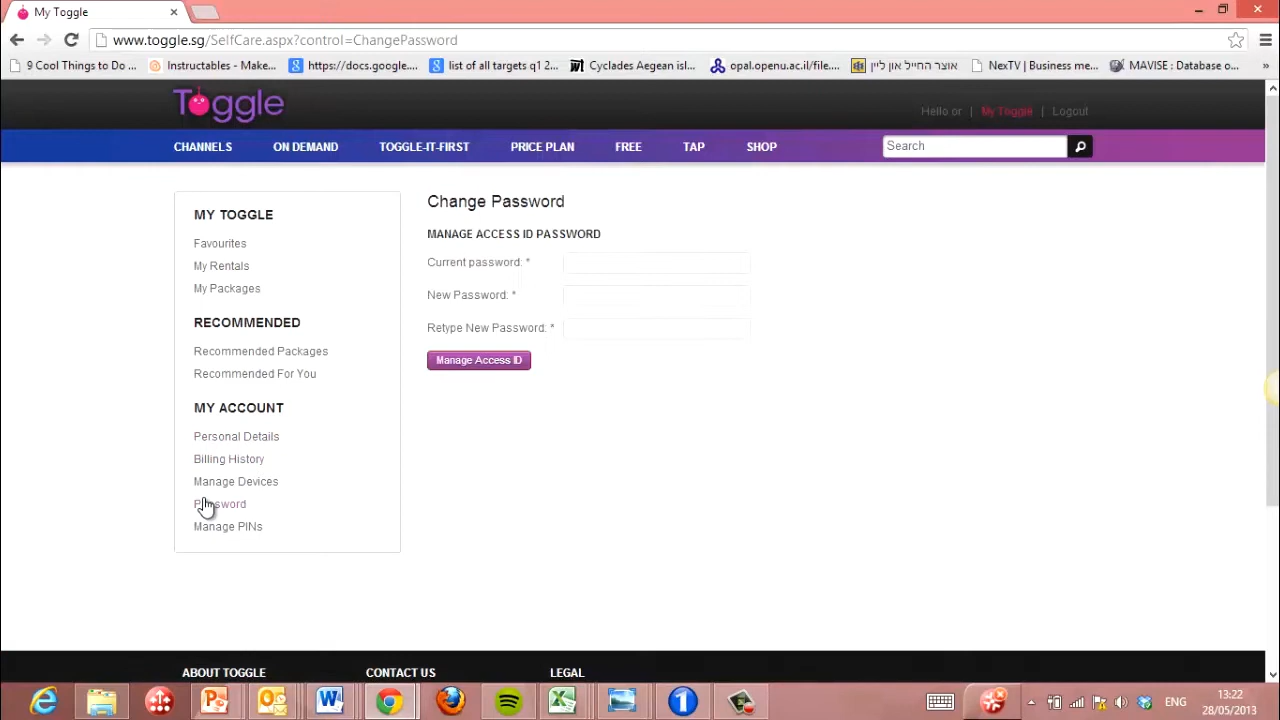 My Toggle
www.toggle.sg/SelfCare.aspx?control=ChangePassword
9 Cool Things to Do ... Instructables - Make... https://docs.google.... list of all targets q1 2... Cyclades Aegean isl... opal.openu.ac.il/file.... אוצר החייל און ליין NexTV | Business me... MAVISE : Database o... »
Toggle
Hello or | My Toggle | Logout
CHANNELS ON DEMAND TOGGLE-IT-FIRST PRICE PLAN FREE TAP SHOP Search
MY TOGGLE
Favourites
My Rentals
My Packages
RECOMMENDED
Recommended Packages
Recommended For You
MY ACCOUNT
Personal Details
Billing History
Manage Devices
Password
Manage PINs
Change Password
MANAGE ACCESS ID PASSWORD
Current password: *
New Password: *
Retype New Password: *
Manage Access ID
ABOUT TOGGLE CONTACT US LEGAL
ENG
13:22
28/05/2013